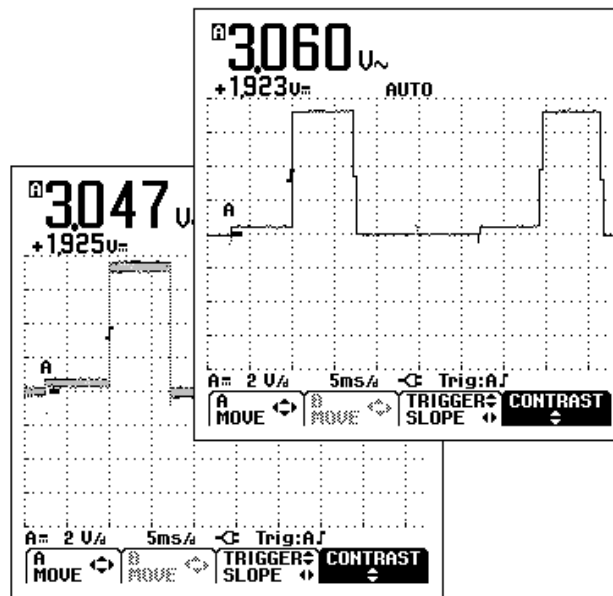 A 3.060 V~
+1.923 V⎓ AUTO
A
A⎓ 2 V/d 5ms/d Trig:A
A MOVE B MOVE TRIGGER SLOPE CONTRAST
A 3.047 V
+1.925 V⎓
A
A⎓ 2 V/d 5ms/d Trig:A
A MOVE B MOVE TRIGGER SLOPE CONTRAST